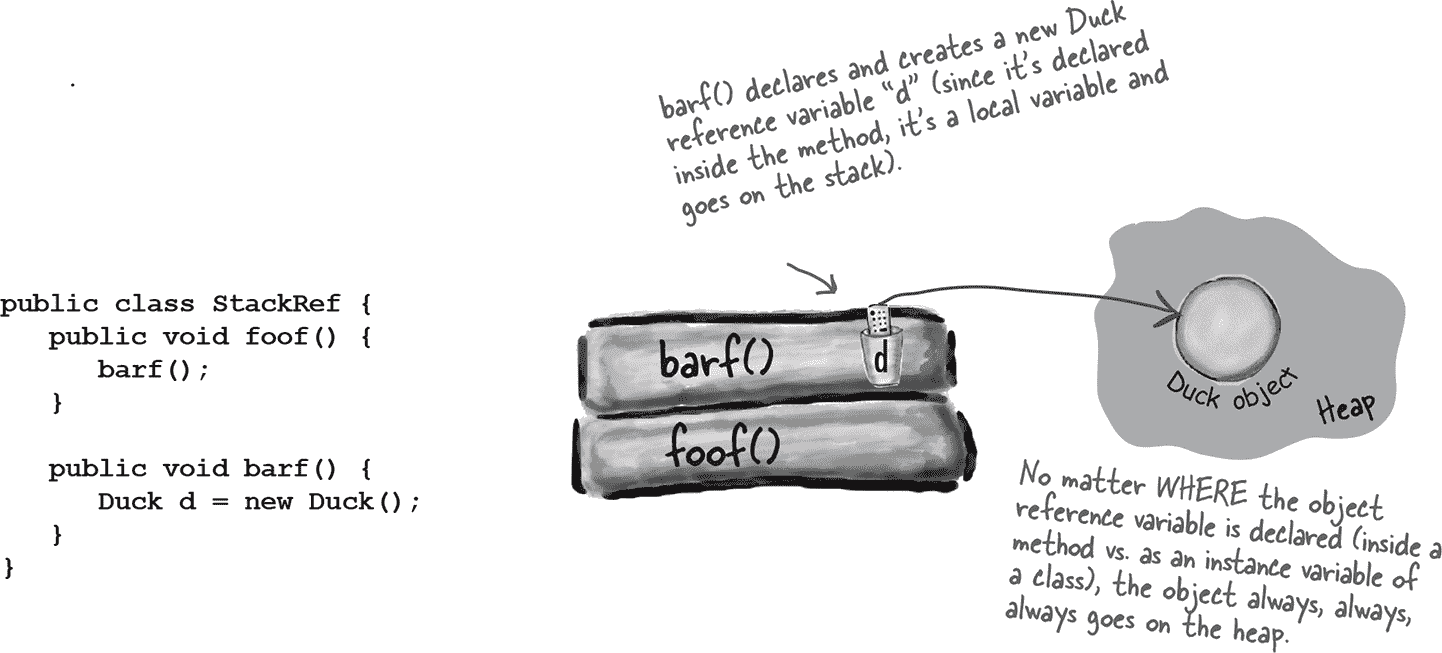 barf() declares and creates a new Duck
reference variable “d” (since it’s declared
inside the method, it’s a local variable and
goes on the stack).
public class StackRef {
   public void foof() {
      barf();
   }

   public void barf() {
      Duck d = new Duck();
   }
}
barf()
d
foof()
Duck object
Heap
No matter WHERE the object
reference variable is declared (inside a
method vs. as an instance variable of
a class), the object always, always,
always goes on the heap.